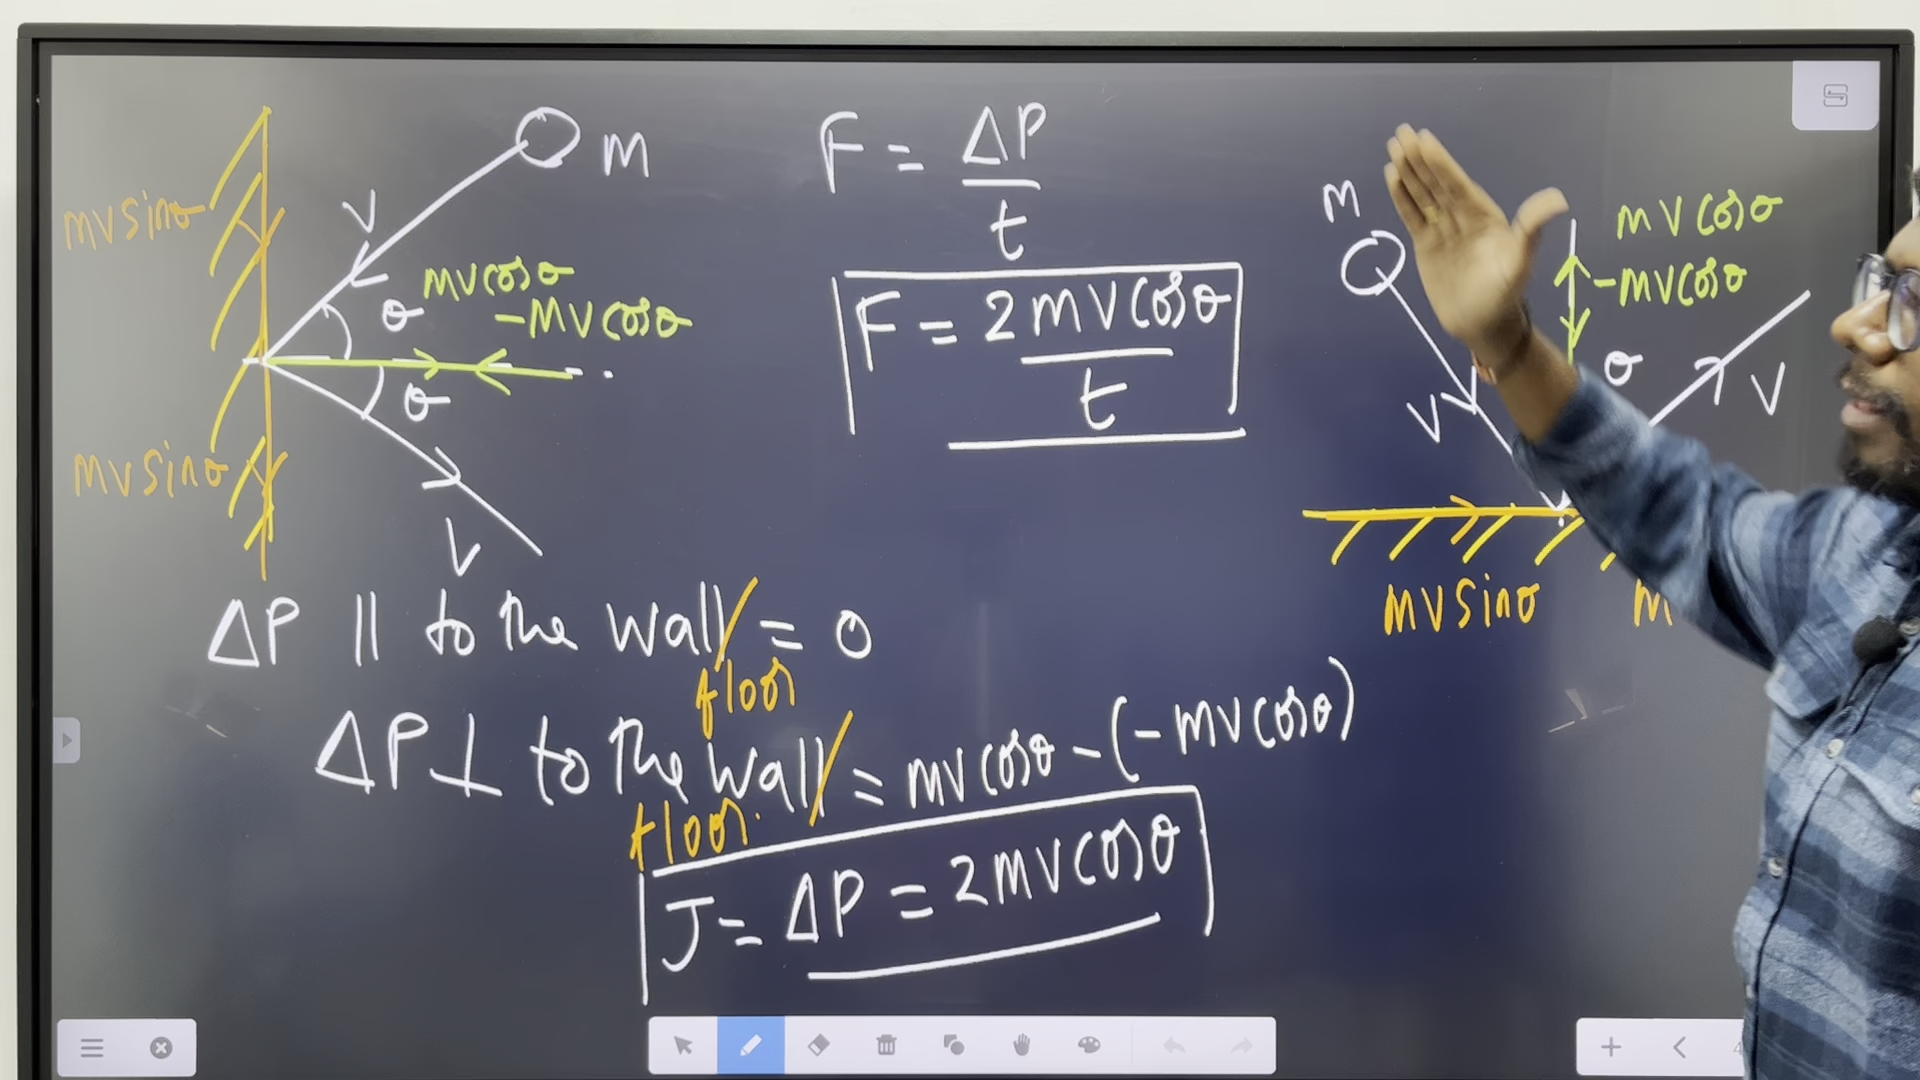 m
F = ΔP / t
m
mv sinθ
v
mv cosθ
mv cosθ
-mv cosθ
θ
-mv cosθ
F = 2mv cosθ / t
θ
θ
v
v
mv sinθ
v
mv sinθ
ΔP || to the wall/ = 0
floor
ΔP⊥ to the wall/ = mv cosθ - (-mv cosθ)
floor.
J = ΔP = 2mv cosθ